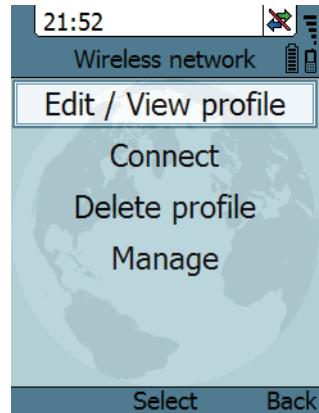 21:52
Wireless network
Edit / View profile
Connect
Delete profile
Manage
Select Back